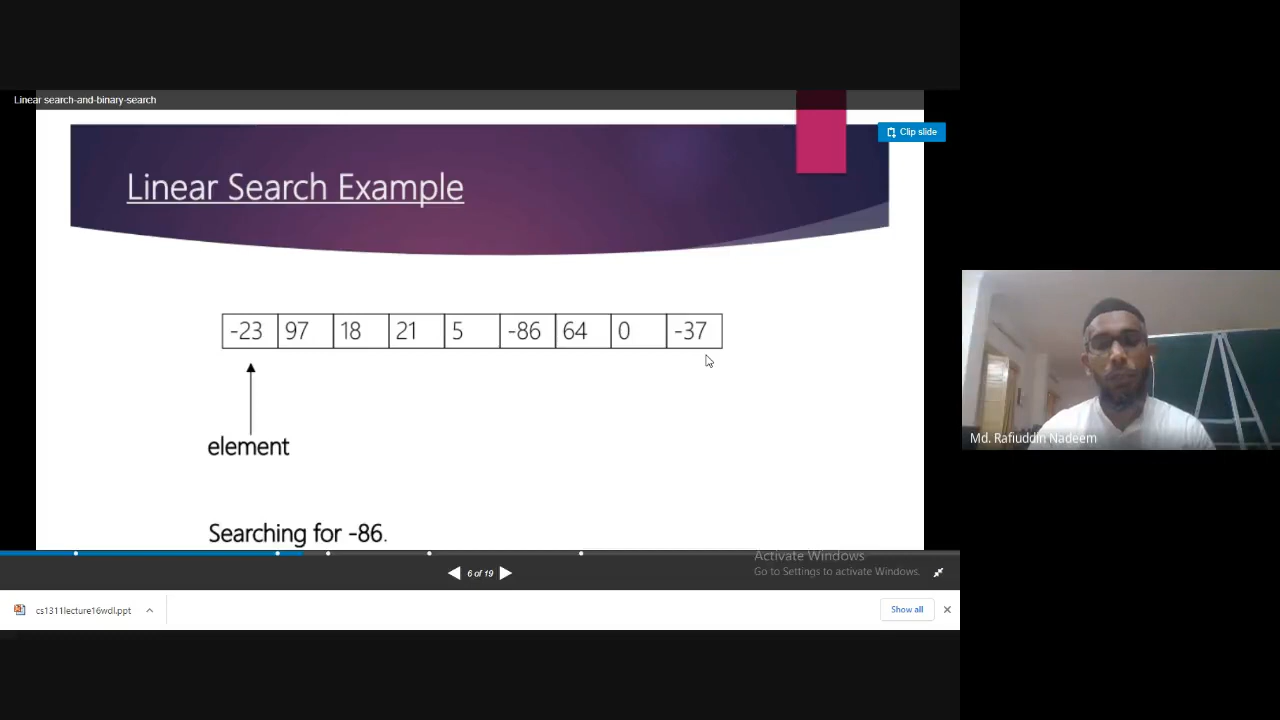 Linear search-and-binary-search
Clip slide
Linear Search Example
-23 97 18 21 5 -86 64 0 -37
element
Md. Rafiuddin Nadeem
Searching for -86.
Activate Windows
Go to Settings to activate Windows.
6 of 19
cs1311lecture16wdl.ppt
Show all